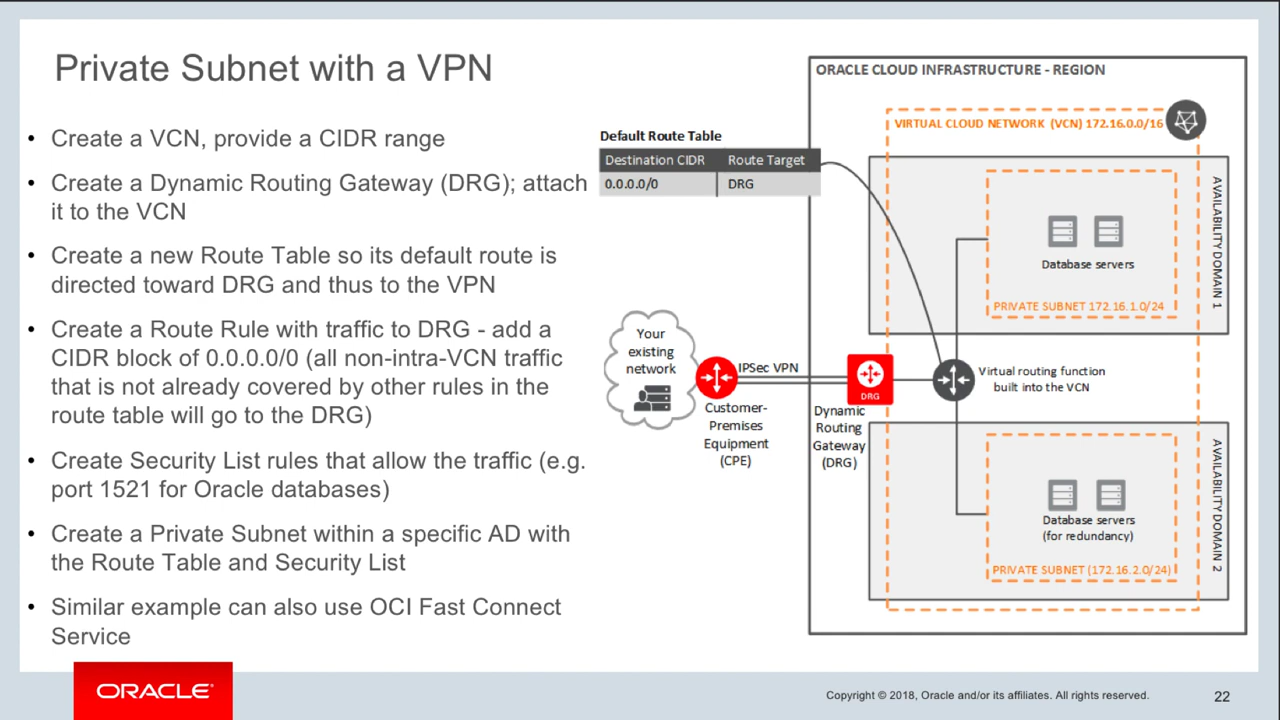 Private Subnet with a VPN
• Create a VCN, provide a CIDR range
• Create a Dynamic Routing Gateway (DRG); attach
it to the VCN
• Create a new Route Table so its default route is
directed toward DRG and thus to the VPN
• Create a Route Rule with traffic to DRG - add a
CIDR block of 0.0.0.0/0 (all non-intra-VCN traffic
that is not already covered by other rules in the
route table will go to the DRG)
• Create Security List rules that allow the traffic (e.g.
port 1521 for Oracle databases)
• Create a Private Subnet within a specific AD with
the Route Table and Security List
• Similar example can also use OCI Fast Connect
Service
Default Route Table
Destination CIDR Route Target
0.0.0.0/0 DRG
ORACLE CLOUD INFRASTRUCTURE - REGION
VIRTUAL CLOUD NETWORK (VCN) 172.16.0.0/16
Database servers
PRIVATE SUBNET 172.16.1.0/24
AVAILABILITY DOMAIN 1
Your
existing
network
IPSec VPN
Customer-
Premises
Equipment
(CPE)
DRG
Dynamic
Routing
Gateway
(DRG)
Virtual routing function
built into the VCN
Database servers
(for redundancy)
PRIVATE SUBNET (172.16.2.0/24)
AVAILABILITY DOMAIN 2
ORACLE®
Copyright © 2018, Oracle and/or its affiliates. All rights reserved.
22